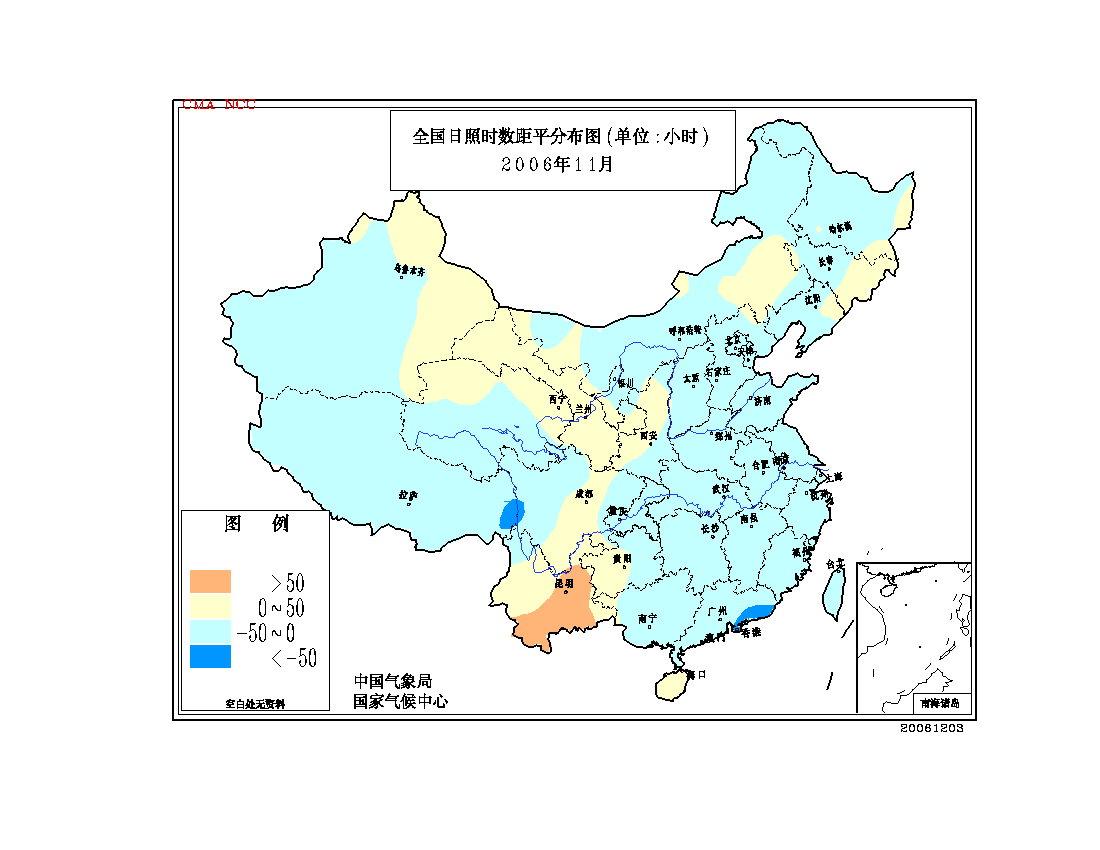 CMA NCC
全国日照时数距平分布图(单位:小时)
2006年11月
哈尔滨
长春
乌鲁木齐
沈阳
呼和浩特
北京
天津
银川
太原
石家庄
济南
西宁
兰州
西安
郑州
合肥
南京
上海
拉萨
成都
武汉
杭州
重庆
南昌
长沙
贵阳
福州
台北
昆明
南宁
广州
澳门
香港
海口
图 例
>50
0~50
-50~0
<-50
空白处无资料
中国气象局
国家气候中心
南海诸岛
20061203